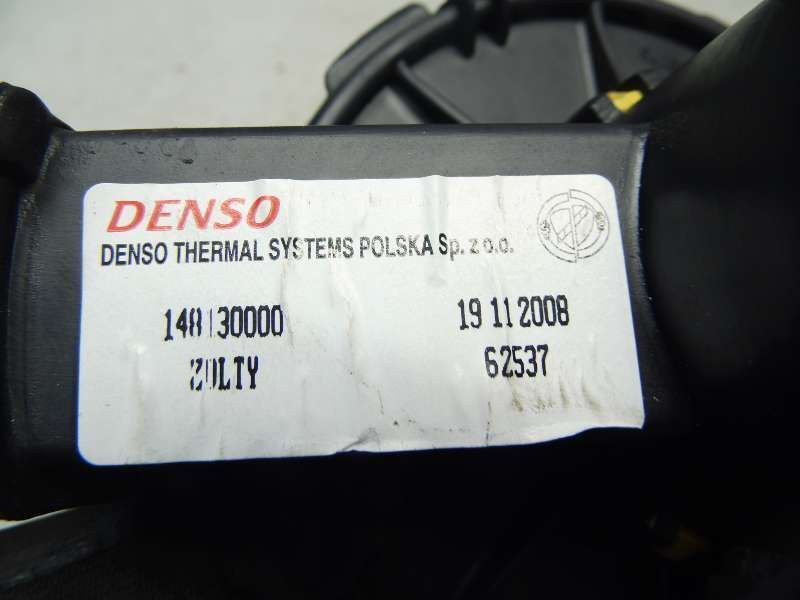 DENSO
DENSO THERMAL SYSTEMS POLSKA Sp. z o.o.
148130000 19 11 2008
ZOLTY 62537